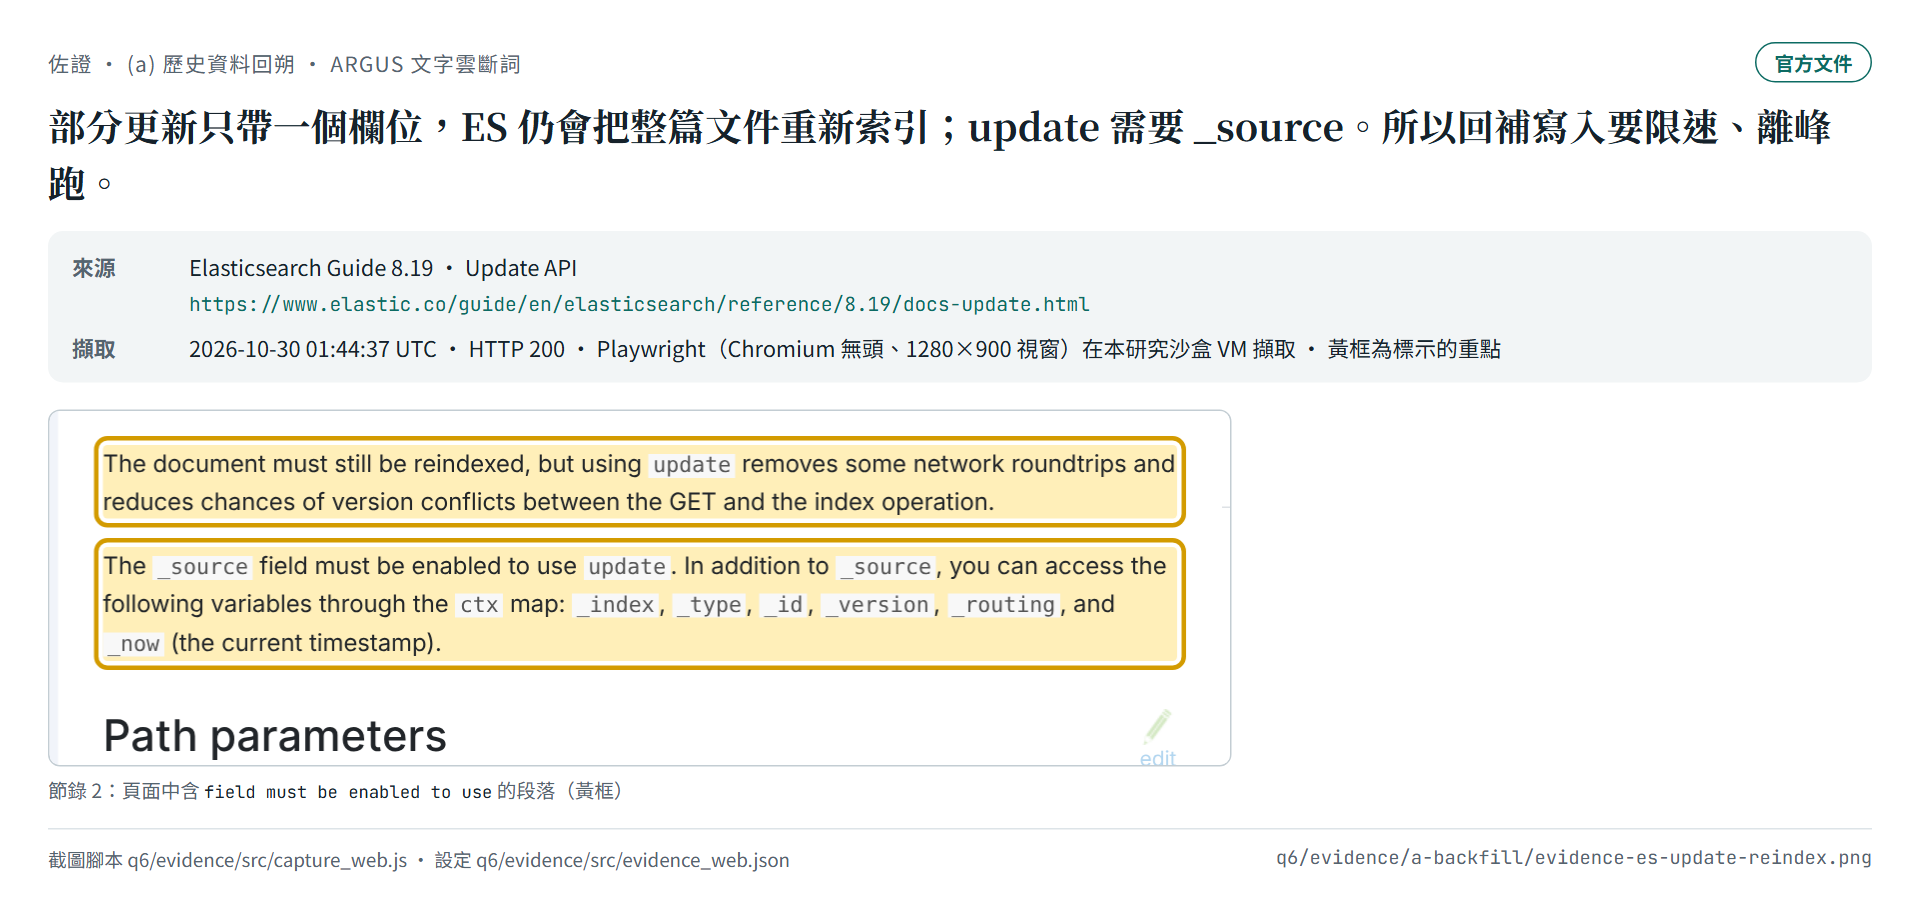 佐證 · (a) 歷史資料回朔 · ARGUS 文字雲斷詞
官方文件
部分更新只帶一個欄位，ES 仍會把整篇文件重新索引；update 需要 _source。所以回補寫入要限速、離峰
跑。
來源 Elasticsearch Guide 8.19 · Update API
https://www.elastic.co/guide/en/elasticsearch/reference/8.19/docs-update.html
擷取 2026-10-30 01:44:37 UTC · HTTP 200 · Playwright（Chromium 無頭、1280×900 視窗）在本研究沙盒 VM 擷取 · 黃框為標示的重點
The document must still be reindexed, but using update removes some network roundtrips and
reduces chances of version conflicts between the GET and the index operation.
The _source field must be enabled to use update. In addition to _source, you can access the
following variables through the ctx map: _index, _type, _id, _version, _routing, and
_now (the current timestamp).
Path parameters
edit
節錄 2：頁面中含 field must be enabled to use 的段落（黃框）
截圖腳本 q6/evidence/src/capture_web.js · 設定 q6/evidence/src/evidence_web.json
q6/evidence/a-backfill/evidence-es-update-reindex.png